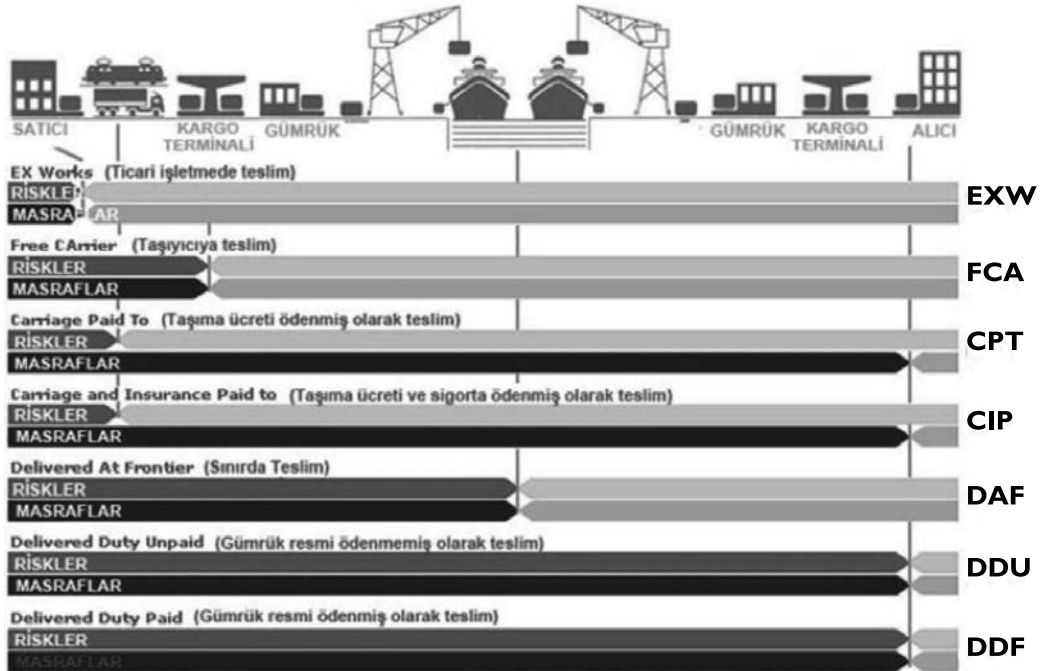 SATICI
KARGO TERMİNALİ
GÜMRÜK
GÜMRÜK
KARGO TERMİNALİ
ALICI
EX Works (Ticari işletmede teslim)
RİSKLER
MASRAFLAR
EXW
Free CArrier (Taşıyıcıya teslim)
RİSKLER
MASRAFLAR
FCA
Carriage Paid To (Taşıma ücreti ödenmiş olarak teslim)
RİSKLER
MASRAFLAR
CPT
Carriage and Insurance Paid to (Taşıma ücreti ve sigorta ödenmiş olarak teslim)
RİSKLER
MASRAFLAR
CIP
Delivered At Frontier (Sınırda Teslim)
RİSKLER
MASRAFLAR
DAF
Delivered Duty Unpaid (Gümrük resmi ödenmemiş olarak teslim)
RİSKLER
MASRAFLAR
DDU
Delivered Duty Paid (Gümrük resmi ödenmiş olarak teslim)
RİSKLER
MASRAFLAR
DDF